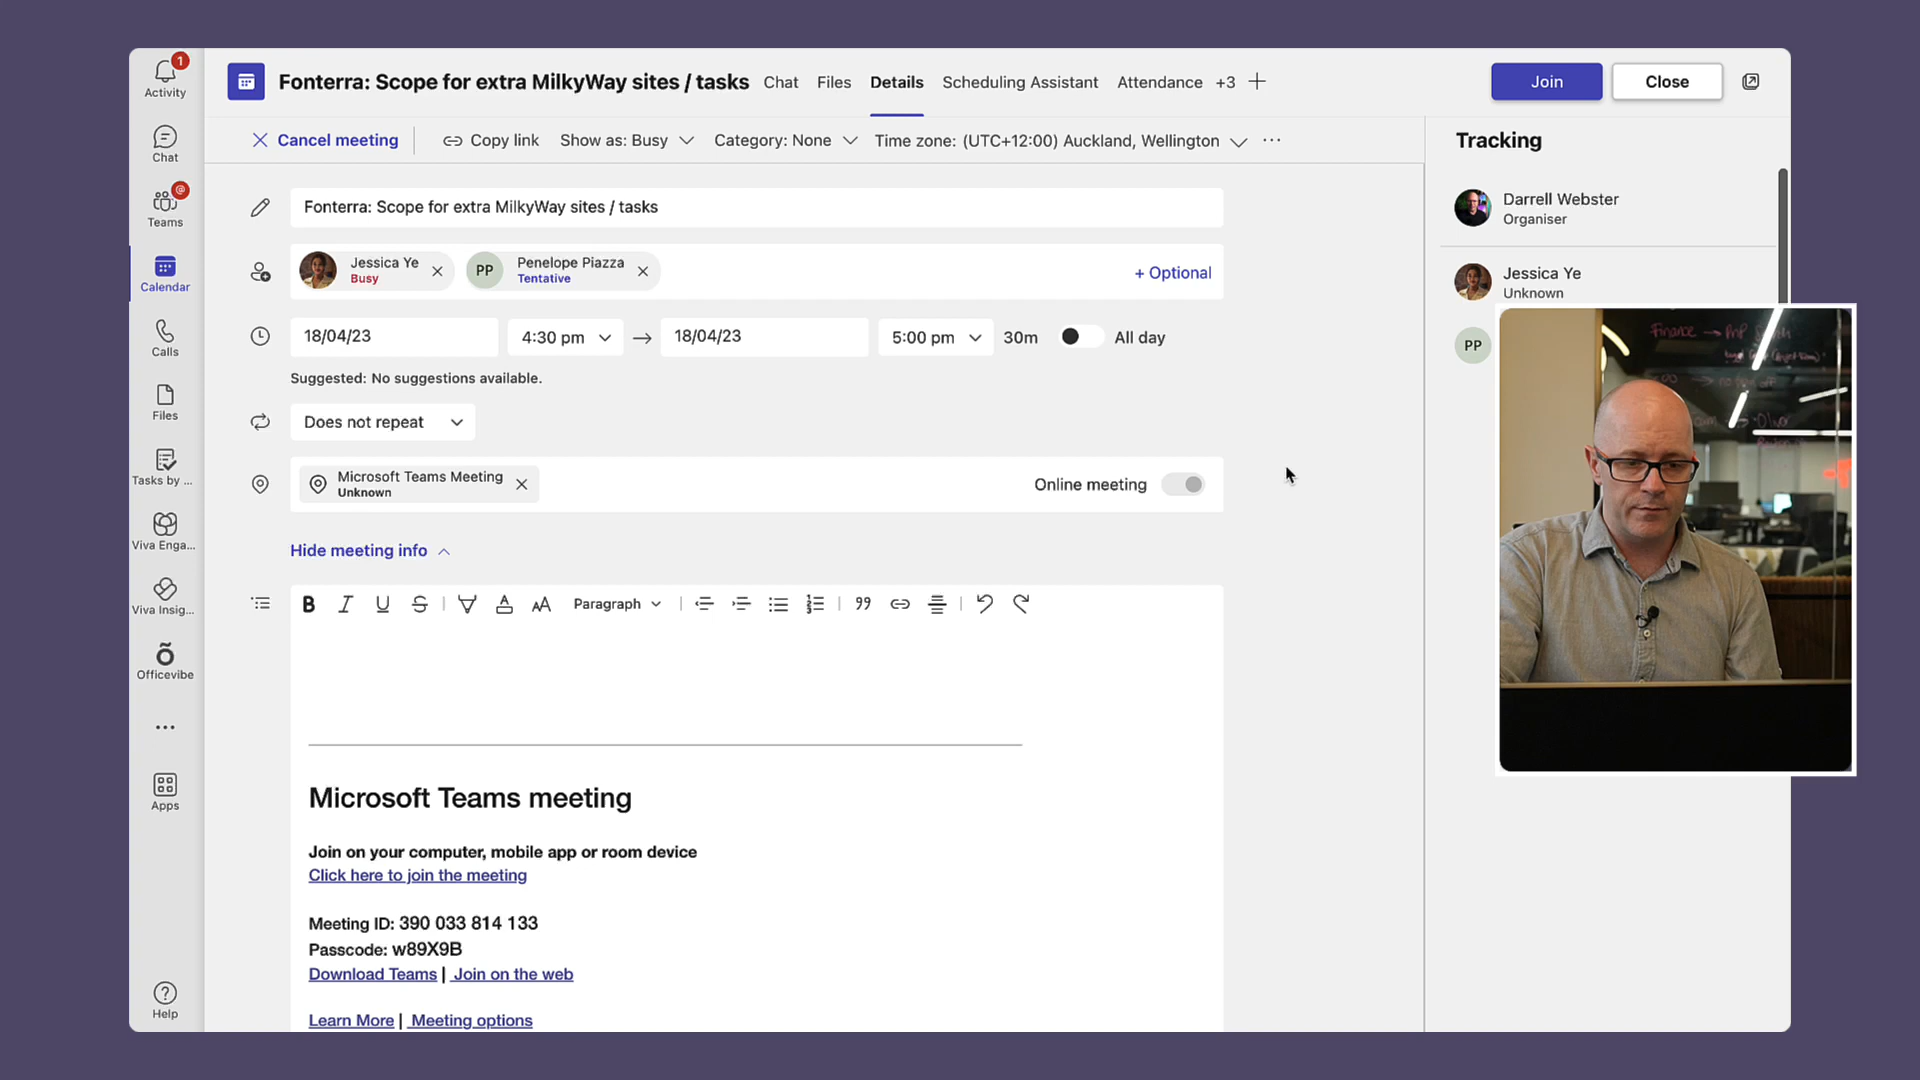 1
Activity
Chat
@
Teams
Calendar
Calls
Files
Tasks by ...
Viva Enga...
Viva Insig...
Officevibe
Apps
Help
Fonterra: Scope for extra MilkyWay sites / tasks Chat Files Details Scheduling Assistant Attendance +3
Join Close
Cancel meeting Copy link Show as: Busy Category: None Time zone: (UTC+12:00) Auckland, Wellington ...
Fonterra: Scope for extra MilkyWay sites / tasks
Jessica Ye
Busy
PP Penelope Piazza
Tentative
+ Optional
18/04/23 4:30 pm → 18/04/23 5:00 pm 30m All day
Suggested: No suggestions available.
Does not repeat
Microsoft Teams Meeting
Unknown
Online meeting
Hide meeting info
B I U S A AA Paragraph
Microsoft Teams meeting
Join on your computer, mobile app or room device
Click here to join the meeting
Meeting ID: 390 033 814 133
Passcode: w89X9B
Download Teams | Join on the web
Learn More | Meeting options
Tracking
Darrell Webster
Organiser
Jessica Ye
Unknown
PP
Finance → PnP